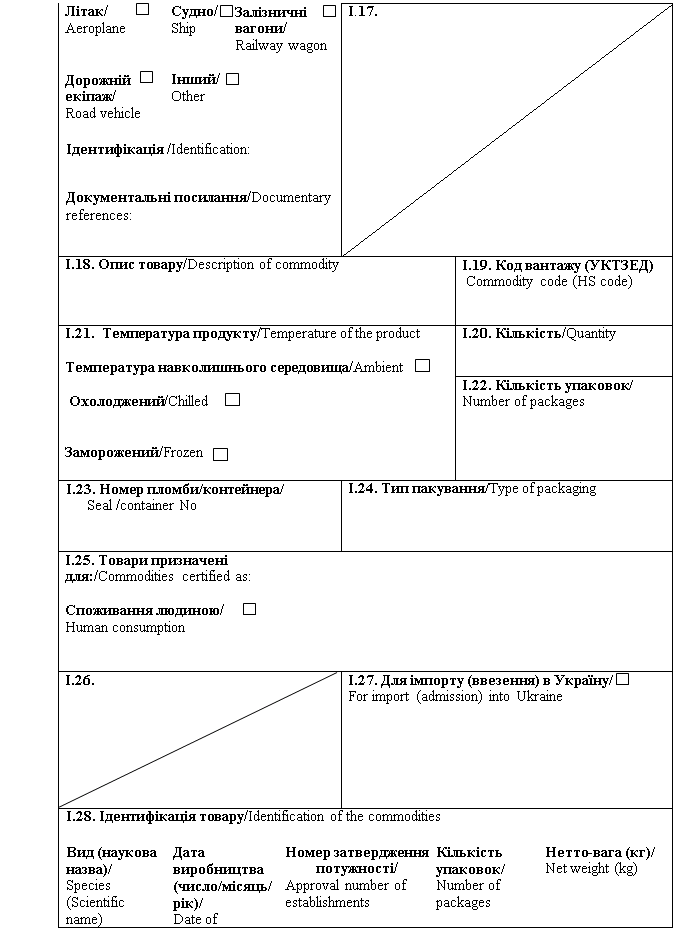 Літак/
Aeroplane
Судно/
Ship
Залізничні
вагони/
Railway wagon
Дорожній
екіпаж/
Road vehicle
Інший/
Other
Ідентифікація /Identification:
Документальні посилання/Documentary
references:
I.17.
I.18. Опис товару/Description of commodity
I.19. Код вантажу (УКТЗЕД)
Commodity code (HS code)
I.21. Температура продукту/Temperature of the product
Температура навколишнього середовища/Ambient
Охолоджений/Chilled
Заморожений/Frozen
I.20. Кількість/Quantity
I.22. Кількість упаковок/
Number of packages
I.23. Номер пломби/контейнера/
Seal /container No
I.24. Тип пакування/Type of packaging
I.25. Товари призначені
для:/Commodities certified as:
Споживання людиною/
Human consumption
I.26.
I.27. Для імпорту (ввезення) в Україну/
For import (admission) into Ukraine
I.28. Ідентифікація товару/Identification of the commodities
Вид (наукова
назва)/
Species
(Scientific
name)
Дата
виробництва
(число/місяць/
рік)/
Date of
Номер затвердження
потужності/
Approval number of
establishments
Кількість
упаковок/
Number of
packages
Нетто-вага (кг)/
Net weight (kg)